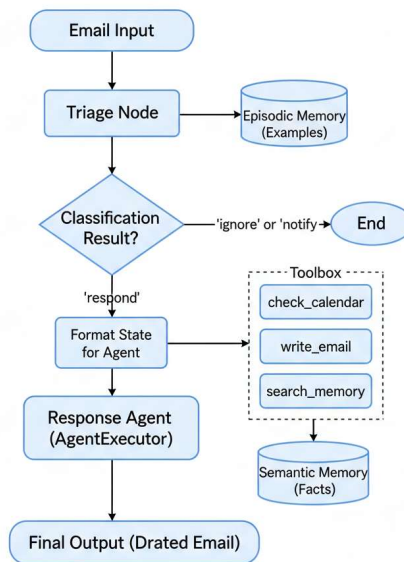 Email Input
Triage Node
Episodic Memory
(Examples)
Classification
Result?
'ignore' or 'notify
End
'respond'
Toolbox
check_calendar
write_email
search_memory
Format State
for Agent
Response Agent
(AgentExecutor)
Semantic Memory
(Facts)
Final Output (Drated Email)